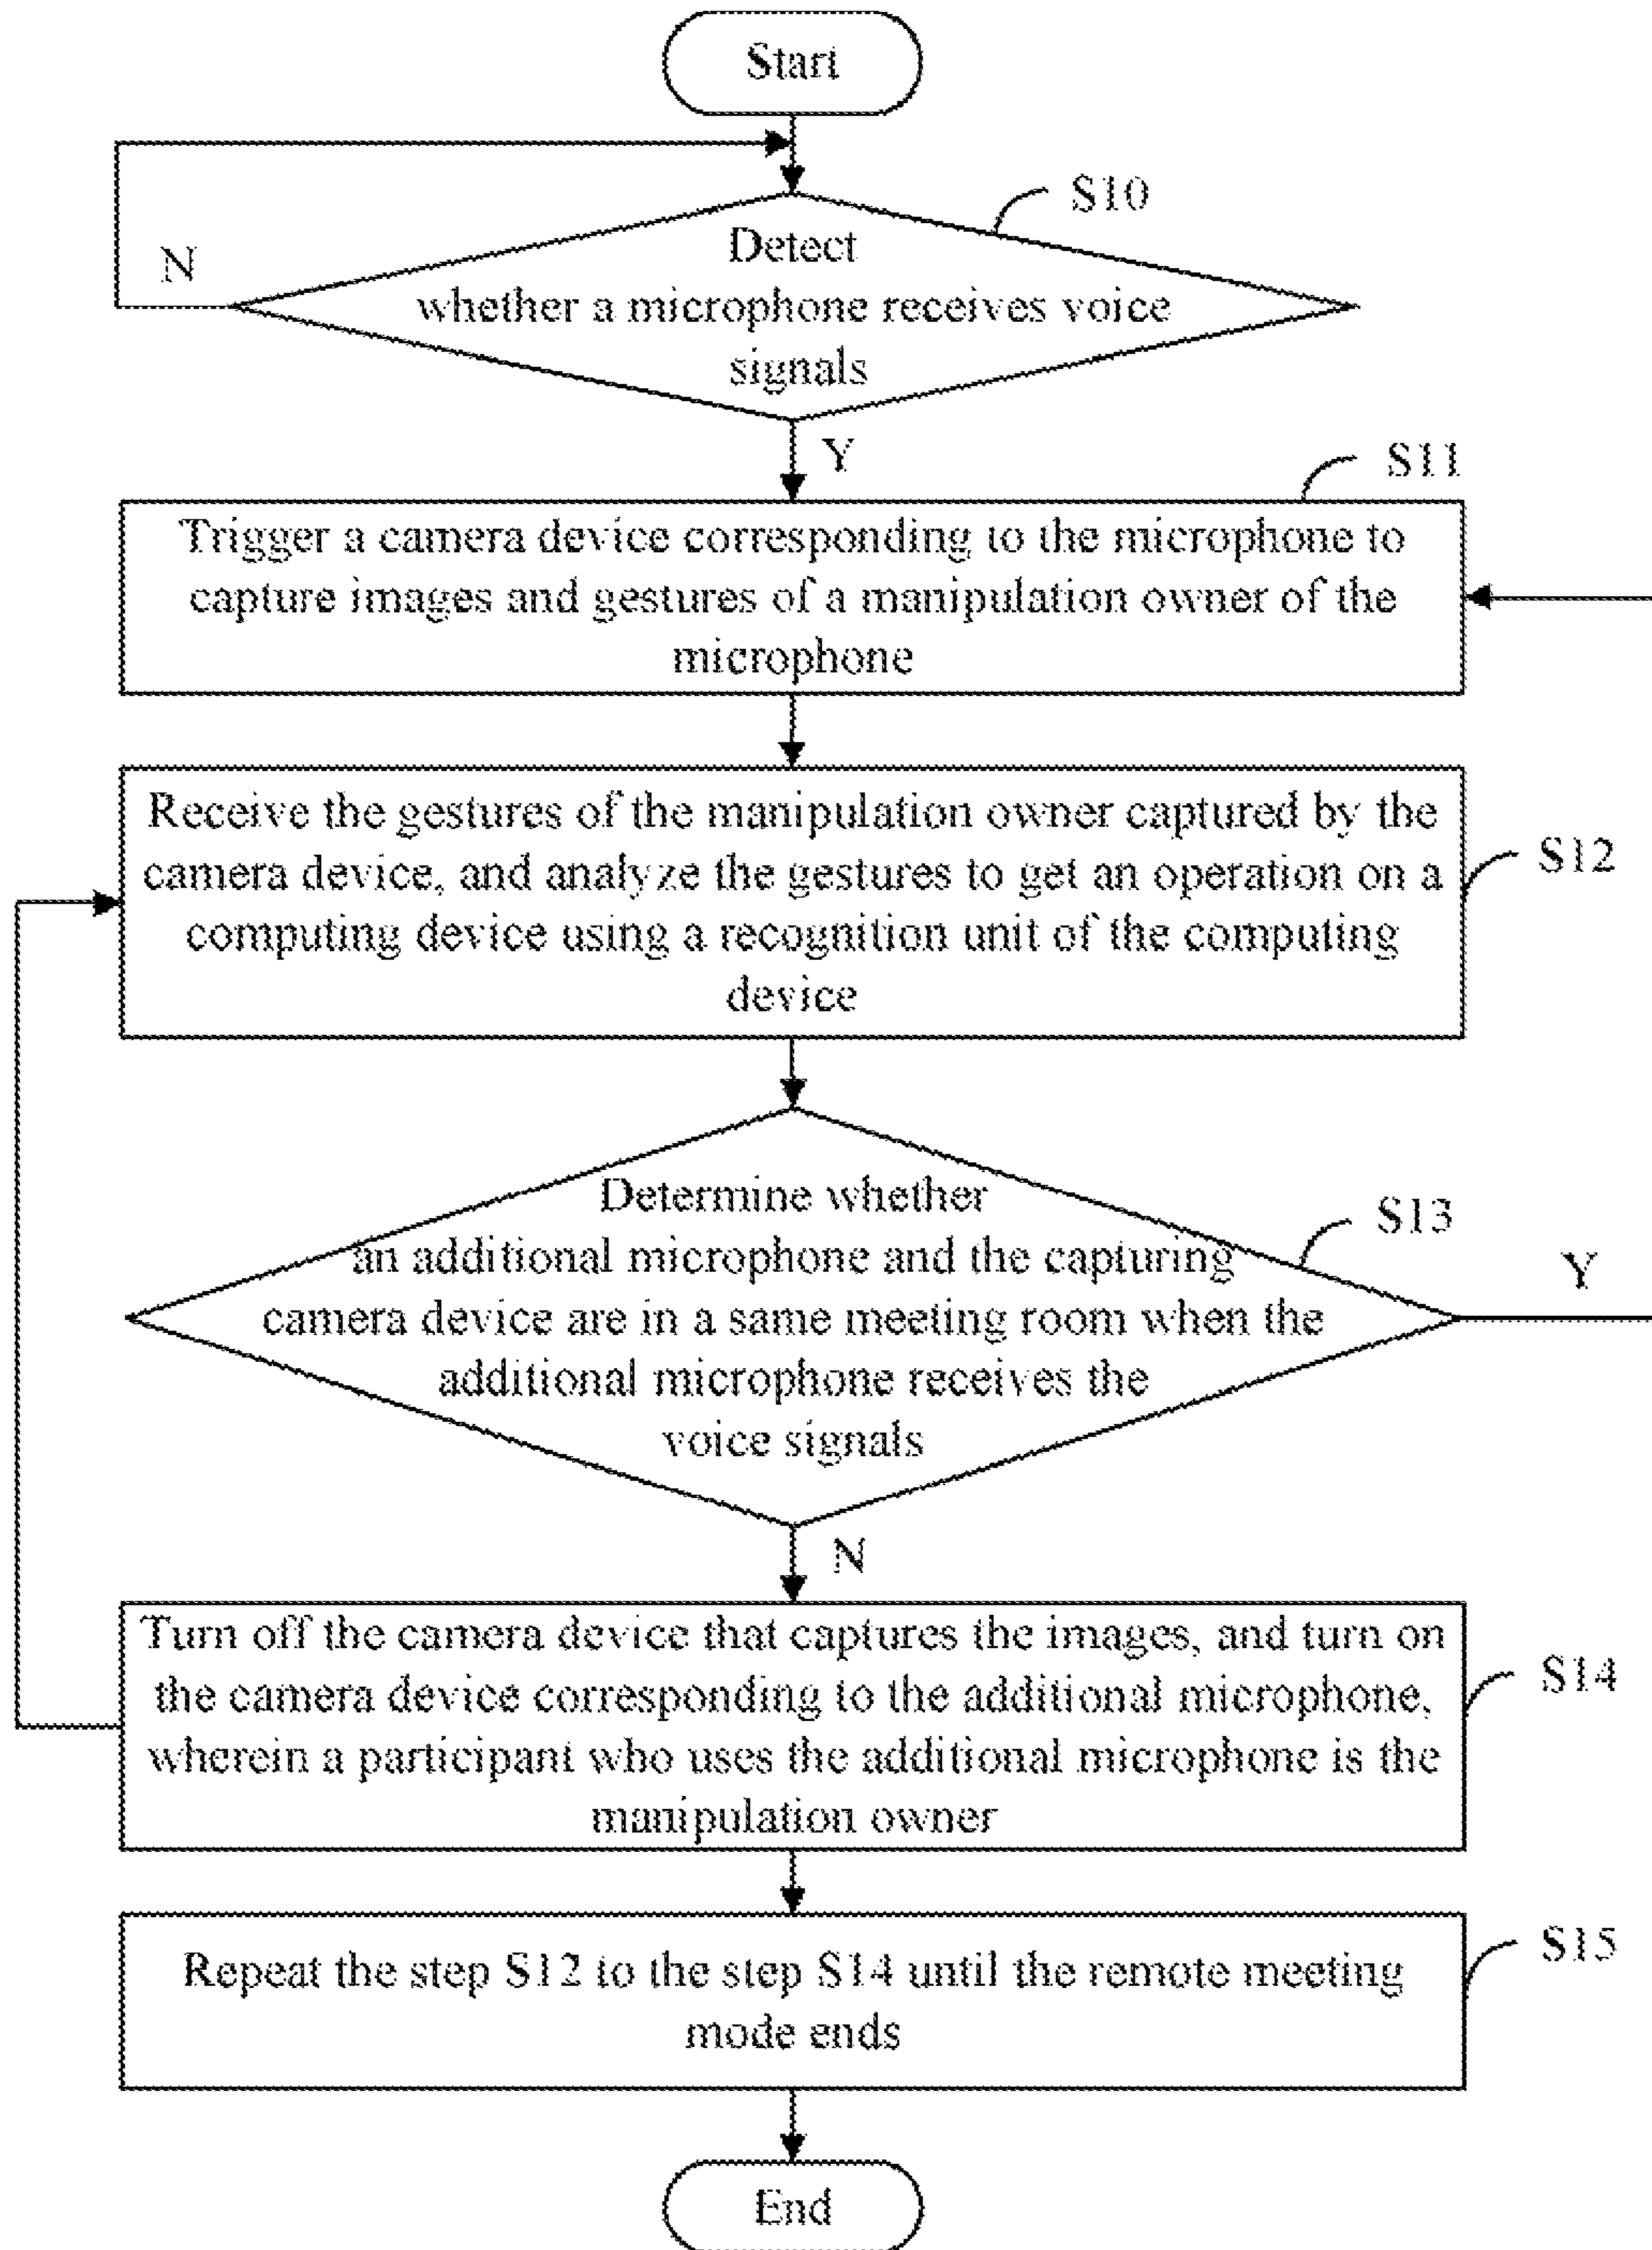 Start
S10
Detect
whether a microphone receives voice
signals
N
Y
S11
Trigger a camera device corresponding to the microphone to
capture images and gestures of a manipulation owner of the
microphone
Receive the gestures of the manipulation owner captured by the
camera device, and analyze the gestures to get an operation on a
computing device using a recognition unit of the computing
device
S12
Determine whether
an additional microphone and the capturing
camera device are in a same meeting room when the
additional microphone receives the
voice signals
S13
Y
N
Turn off the camera device that captures the images, and turn on
the camera device corresponding to the additional microphone,
wherein a participant who uses the additional microphone is the
manipulation owner
S14
Repeat the step S12 to the step S14 until the remote meeting
mode ends
S15
End